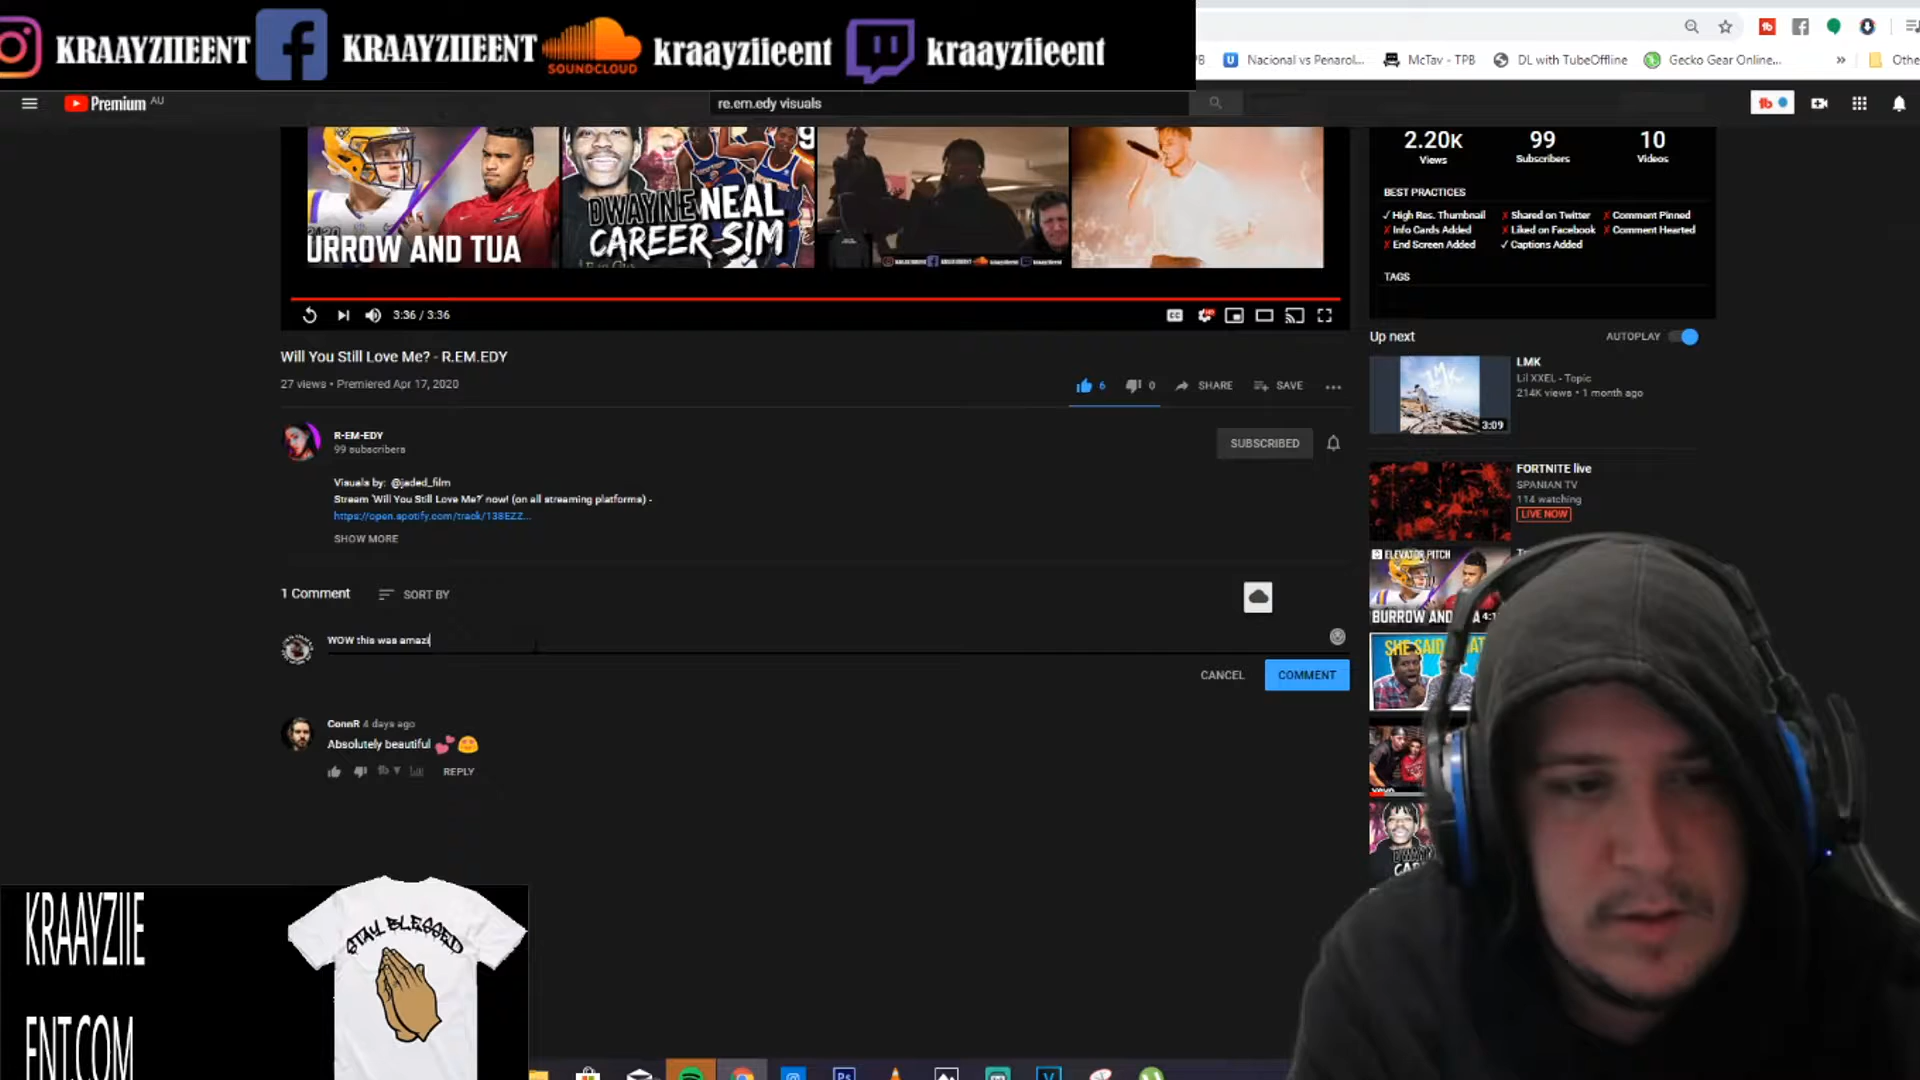 KRAAYZIIEENT KRAAYZIIEENT SOUNDCLOUD kraayziieent kraayziieent
Nacional vs Penarol... McTav - TPB DL with TubeOffline Gecko Gear Online... » Othe
Premium AU re.em.edy visuals
URROW AND TUA
DWAYNE NEAL
CAREER SIM
2.20K 99 10
Views Subscribers Videos
BEST PRACTICES
✓ High Res. Thumbnail ✗ Shared on Twitter ✗ Comment Pinned
✗ Info Cards Added ✗ Liked on Facebook ✗ Comment Hearted
✗ End Screen Added ✓ Captions Added
TAGS
3:36 / 3:36
Up next AUTOPLAY
Will You Still Love Me? - R.EM.EDY
27 views • Premiered Apr 17, 2020
6 0 SHARE SAVE ...
LMK
Lil XXEL - Topic
214K views • 1 month ago
3:09
R-EM-EDY
99 subscribers
SUBSCRIBED
Visuals by: @jaded_film
Stream 'Will You Still Love Me?' now! (on all streaming platforms) -
https://open.spotify.com/track/138EZZ...
SHOW MORE
FORTNITE live
SPANIAN TV
114 watching
LIVE NOW
ELEVATOR PITCH
BURROW AND
1 Comment SORT BY
WOW this was amazi
CANCEL COMMENT
SHE SAID
ConnR 4 days ago
Absolutely beautiful 💕 😍
REPLY
KRAAYZIIE
ENT.COM
STAY BLESSED
Ps
V